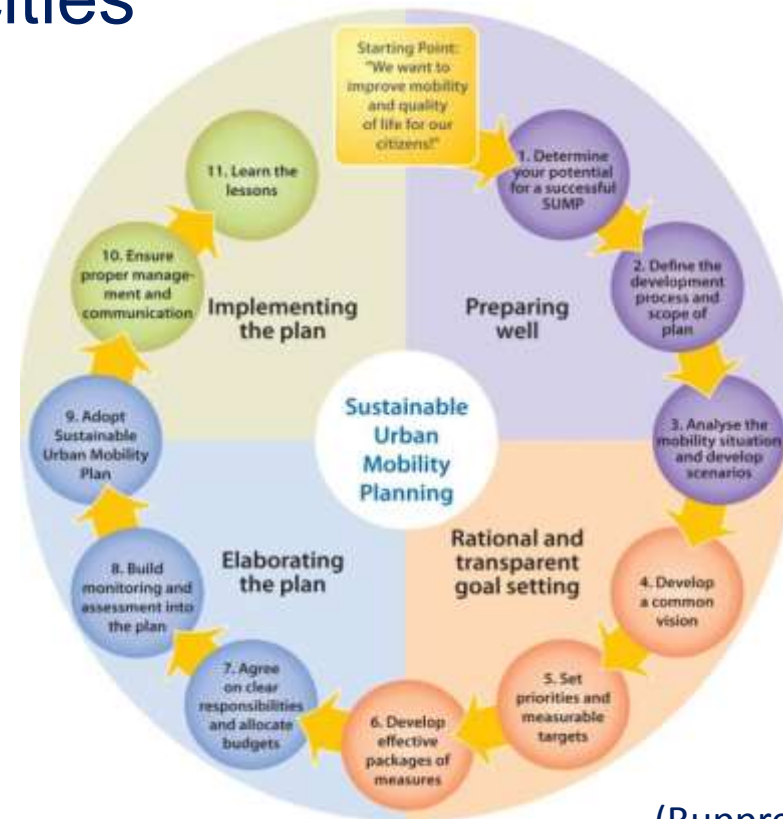 cities
Starting Point:
"We want to
improve mobility
and quality
of life for our
citizens!"
1. Determine
your potential
for a successful
SUMP
2. Define the
development
process and
scope of
plan
3. Analyse the
mobility situation
and develop
scenarios
4. Develop
a common
vision
5. Set
priorities and
measurable
targets
6. Develop
effective
packages of
measures
7. Agree
on clear
responsibilities
and allocate
budgets
8. Build
monitoring and
assessment into
the plan
9. Adopt
Sustainable
Urban Mobility
Plan
10. Ensure
proper manage-
ment and
communication
11. Learn the
lessons
Preparing
well
Rational and
transparent
goal setting
Elaborating
the plan
Implementing
the plan
Sustainable
Urban
Mobility
Planning